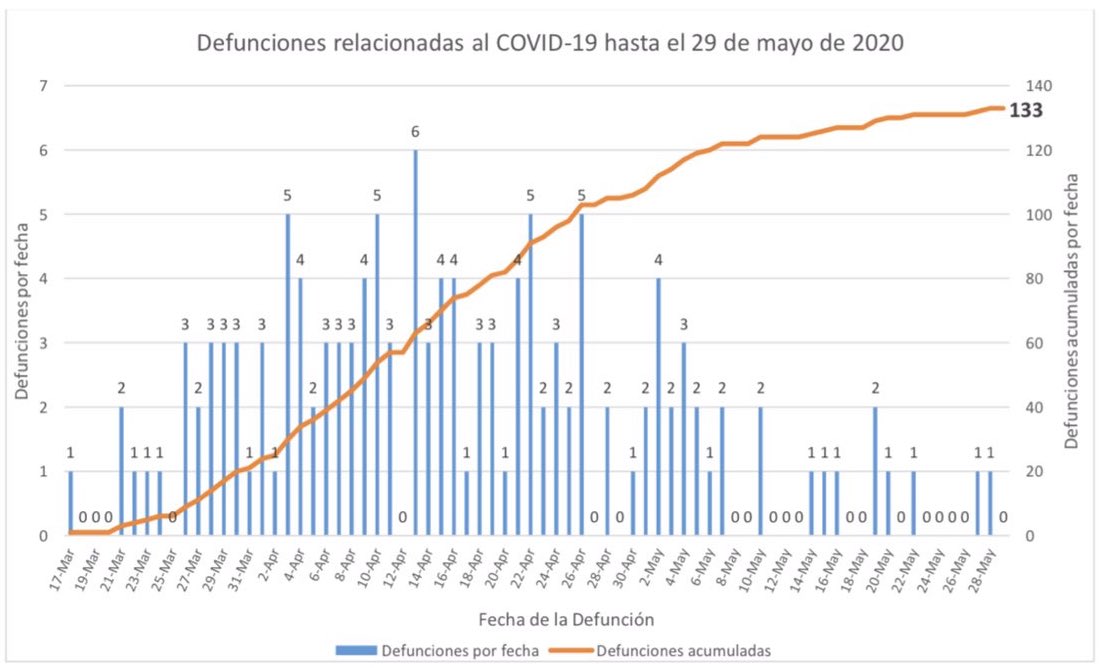 Defunciones relacionadas al COVID-19 hasta el 29 de mayo de 2020
Defunciones por fecha
7
6
5
4
3
2
1
0
6
5 5 5 5
4 4 4 4 4 4
3 3 3 3 3 3 3 3 3 3 3 3 3 3
2 2 2 2 2 2 2 2 2 2 2 2
1 1 1 1 1 1 1 1 1 1 1 1 1 1 1 1 1
0 0 0 0 0 0 0 0 0 0 0 0 0 0 0 0 0 0 0 0
133
140
120
100
80
60
40
20
0
Defunciones acumuladas por fecha
17-Mar
19-Mar
21-Mar
23-Mar
25-Mar
27-Mar
29-Mar
31-Mar
2-Apr
4-Apr
6-Apr
8-Apr
10-Apr
12-Apr
14-Apr
16-Apr
18-Apr
20-Apr
22-Apr
24-Apr
26-Apr
28-Apr
30-Apr
2-May
4-May
6-May
8-May
10-May
12-May
14-May
16-May
18-May
20-May
22-May
24-May
26-May
28-May
Fecha de la Defunción
Defunciones por fecha
Defunciones acumuladas